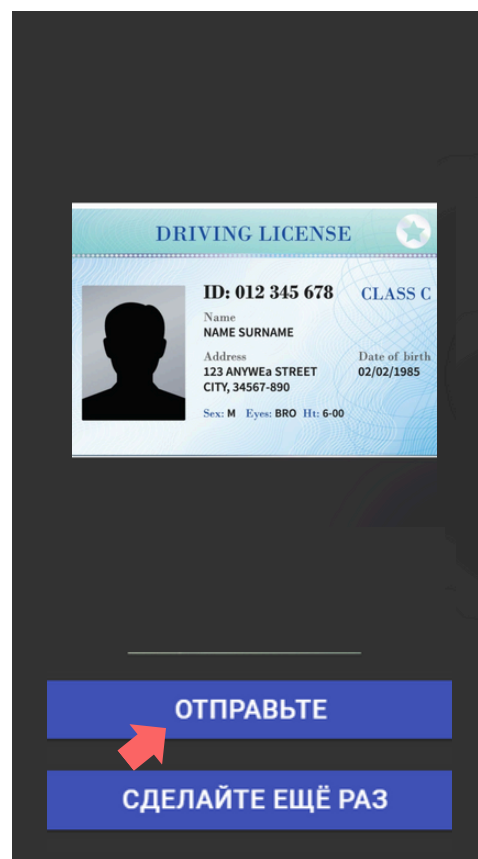 DRIVING LICENSE
ID: 012 345 678
CLASS C
Name
NAME SURNAME
Address
Date of birth
123 ANYWEa STREET
02/02/1985
CITY, 34567-890
Sex: M Eyes: BRO Ht: 6-00
ОТПРАВЬТЕ
СДЕЛАЙТЕ ЕЩЁ РАЗ